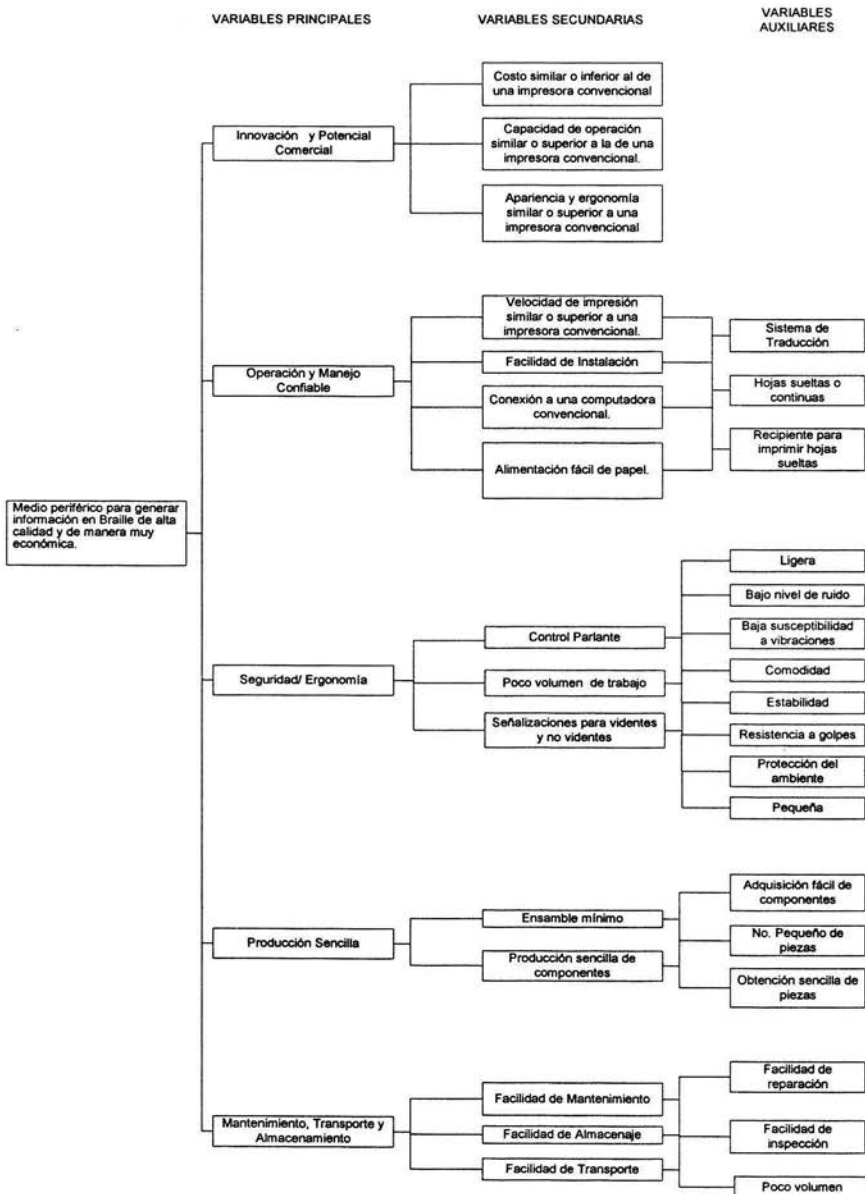 VARIABLES PRINCIPALES
VARIABLES SECUNDARIAS
VARIABLES
AUXILIARES
Medio periférico para generar
información en Braille de alta
calidad y de manera muy
económica.
Innovación y Potencial
Comercial
Costo similar o inferior al de
una impresora convencional
Capacidad de operación
similar o superior a la de una
impresora convencional.
Apariencia y ergonomía
similar o superior a una
impresora convencional
Operación y Manejo
Confiable
Velocidad de impresión
similar o superior a una
impresora convencional.
Facilidad de Instalación
Conexión a una computadora
convencional.
Alimentación fácil de papel.
Sistema de
Traducción
Hojas sueltas o
continuas
Recipiente para
imprimir hojas
sueltas
Seguridad/ Ergonomía
Control Parlante
Poco volumen de trabajo
Señalizaciones para videntes
y no videntes
Ligera
Bajo nivel de ruido
Baja susceptibilidad
a vibraciones
Comodidad
Estabilidad
Resistencia a golpes
Protección del
ambiente
Pequeña
Producción Sencilla
Ensamble mínimo
Producción sencilla de
componentes
Adquisición fácil de
componentes
No. Pequeño de
piezas
Obtención sencilla de
piezas
Mantenimiento, Transporte y
Almacenamiento
Facilidad de Mantenimiento
Facilidad de Almacenaje
Facilidad de Transporte
Facilidad de
reparación
Facilidad de
inspección
Poco volumen